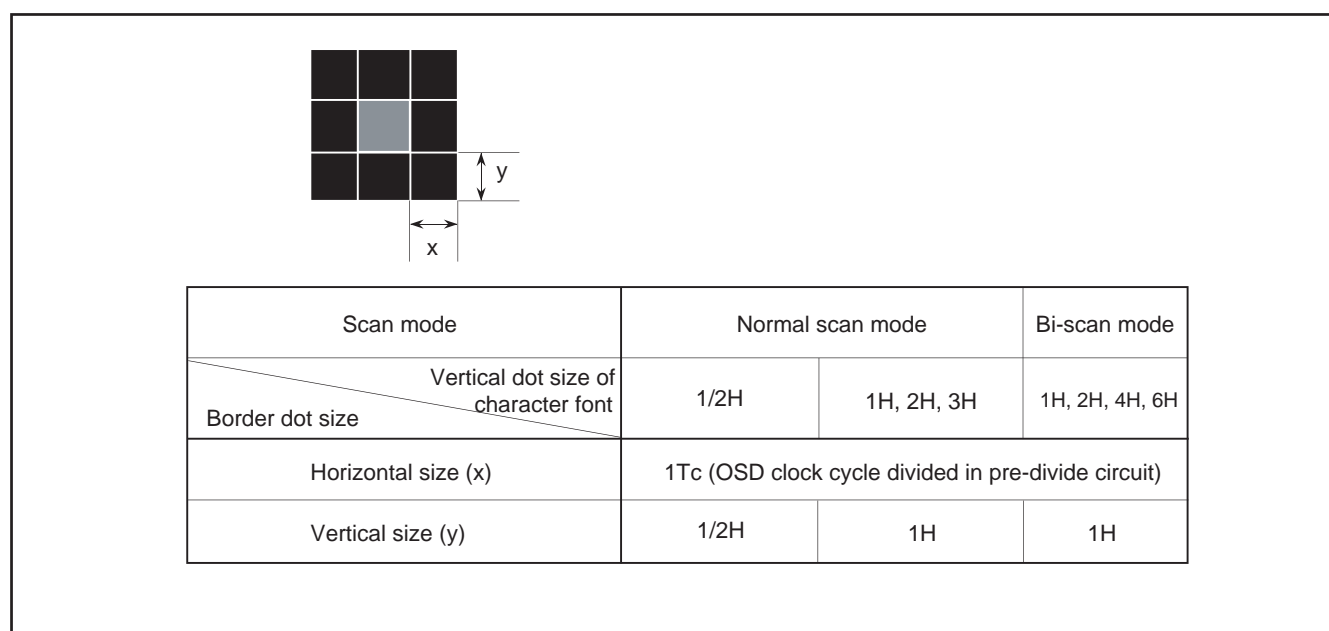 y
x
Scan mode
Normal scan mode
Bi-scan mode
Vertical dot size of
character font
Border dot size
1/2H
1H, 2H, 3H
1H, 2H, 4H, 6H
Horizontal size (x)
1Tc (OSD clock cycle divided in pre-divide circuit)
Vertical size (y)
1/2H
1H
1H